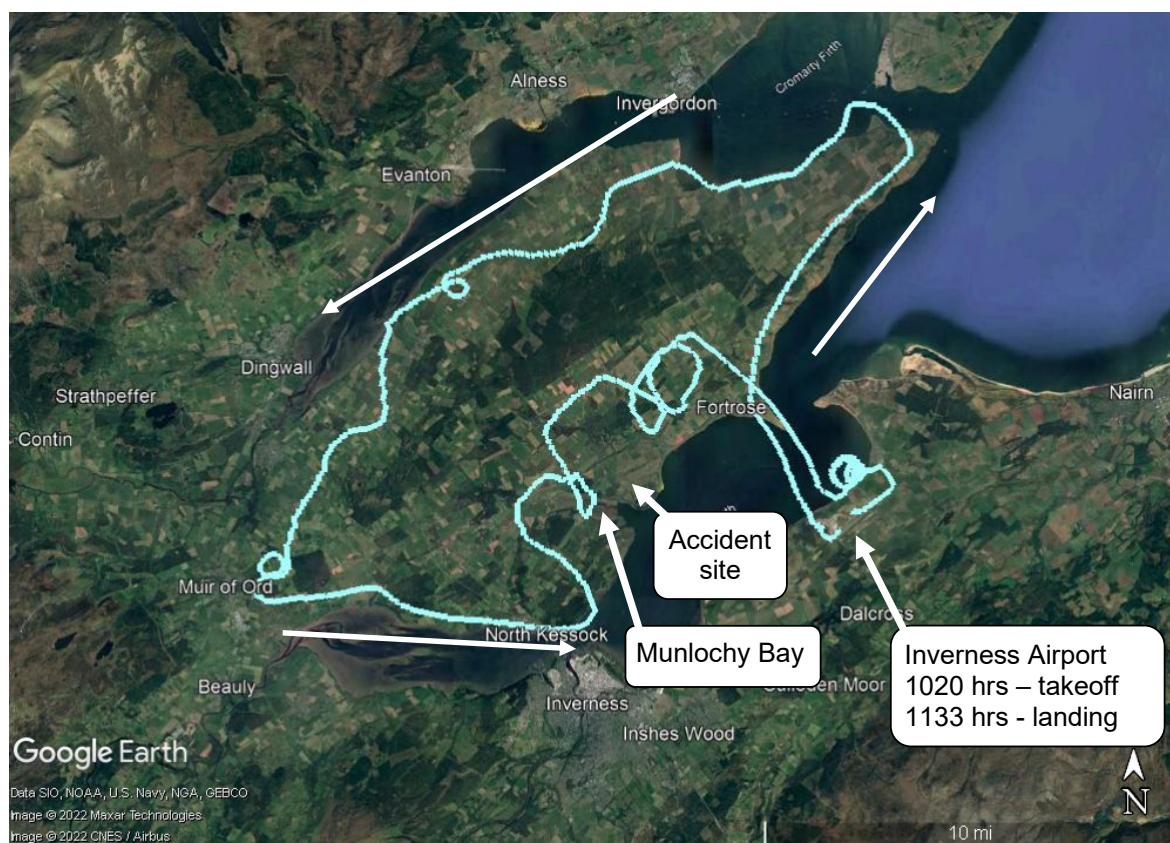 Cromarty Firth
Alness
Invergordon
Evanton
Dingwall
Strathpeffer
Contin
Fortrose
Nairn
Accident
site
Muir of Ord
Dalcross
North Kessock
Munlochy Bay
Inverness Airport
1020 hrs – takeoff
1133 hrs - landing
Beauly
Moor
Inverness
Inshes Wood
Google Earth
Data SIO, NOAA, U.S. Navy, NGA, GEBCO
Image © 2022 Maxar Technologies
Image © 2022 CNES / Airbus
10 mi
N